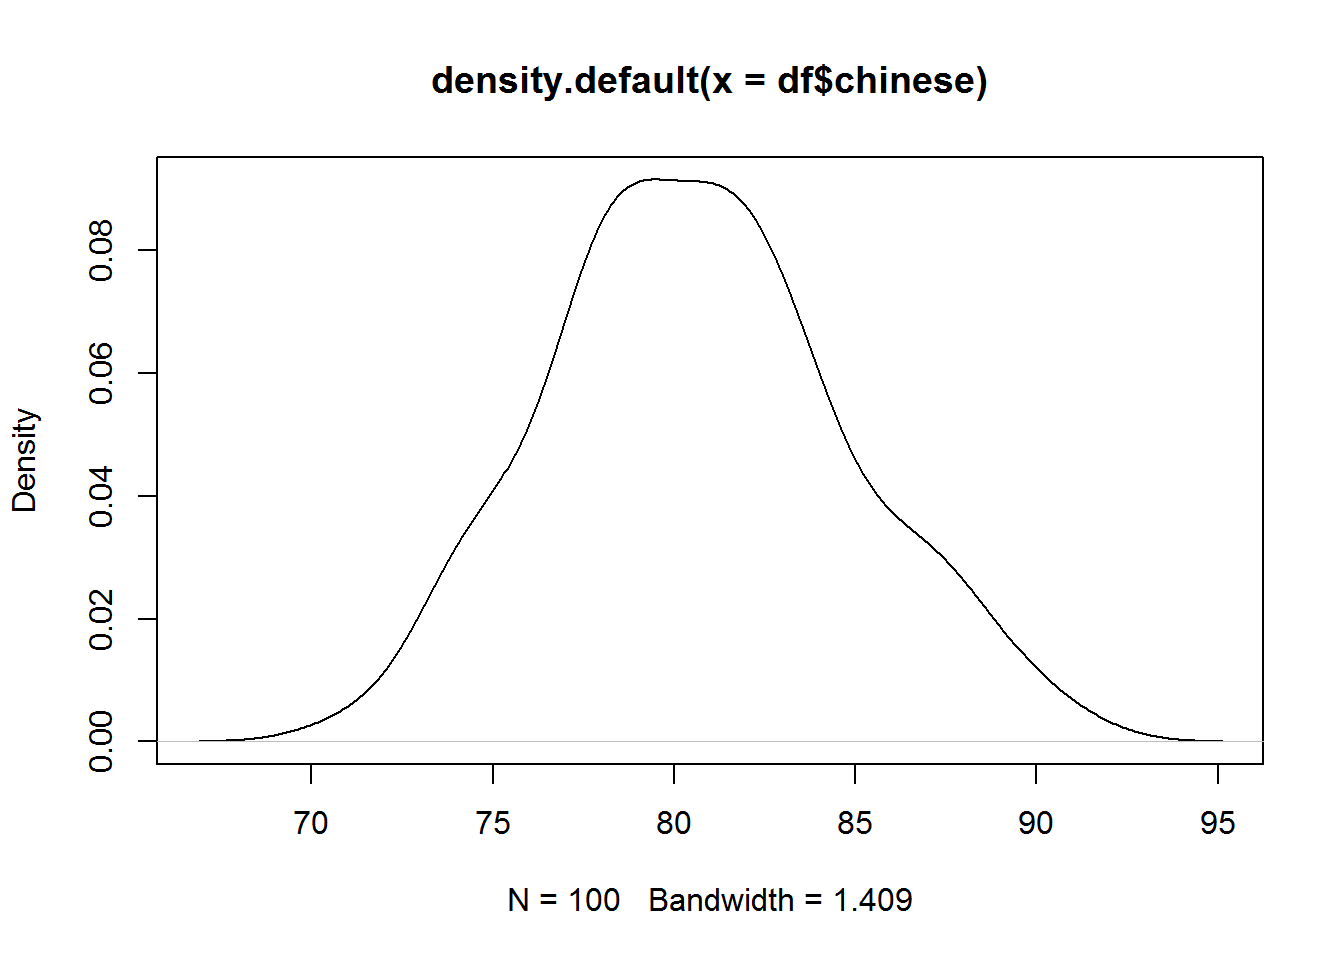 density.default(x = df$chinese)
Density
0.08
0.06
0.04
0.02
0.00
70 75 80 85 90 95
N = 100   Bandwidth = 1.409